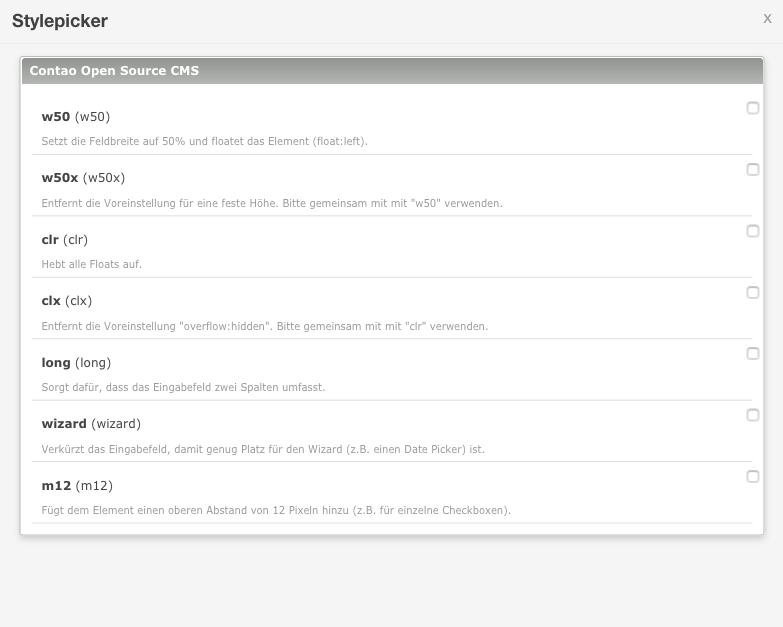 Stylepicker
X
Contao Open Source CMS
w50 (w50)
Setzt die Feldbreite auf 50% und floatet das Element (float:left).
w50x (w50x)
Entfernt die Voreinstellung für eine feste Höhe. Bitte gemeinsam mit mit "w50" verwenden.
clr (clr)
Hebt alle Floats auf.
clx (clx)
Entfernt die Voreinstellung "overflow:hidden". Bitte gemeinsam mit mit "clr" verwenden.
long (long)
Sorgt dafür, dass das Eingabefeld zwei Spalten umfasst.
wizard (wizard)
Verkürzt das Eingabefeld, damit genug Platz für den Wizard (z.B. einen Date Picker) ist.
m12 (m12)
Fügt dem Element einen oberen Abstand von 12 Pixeln hinzu (z.B. für einzelne Checkboxen).